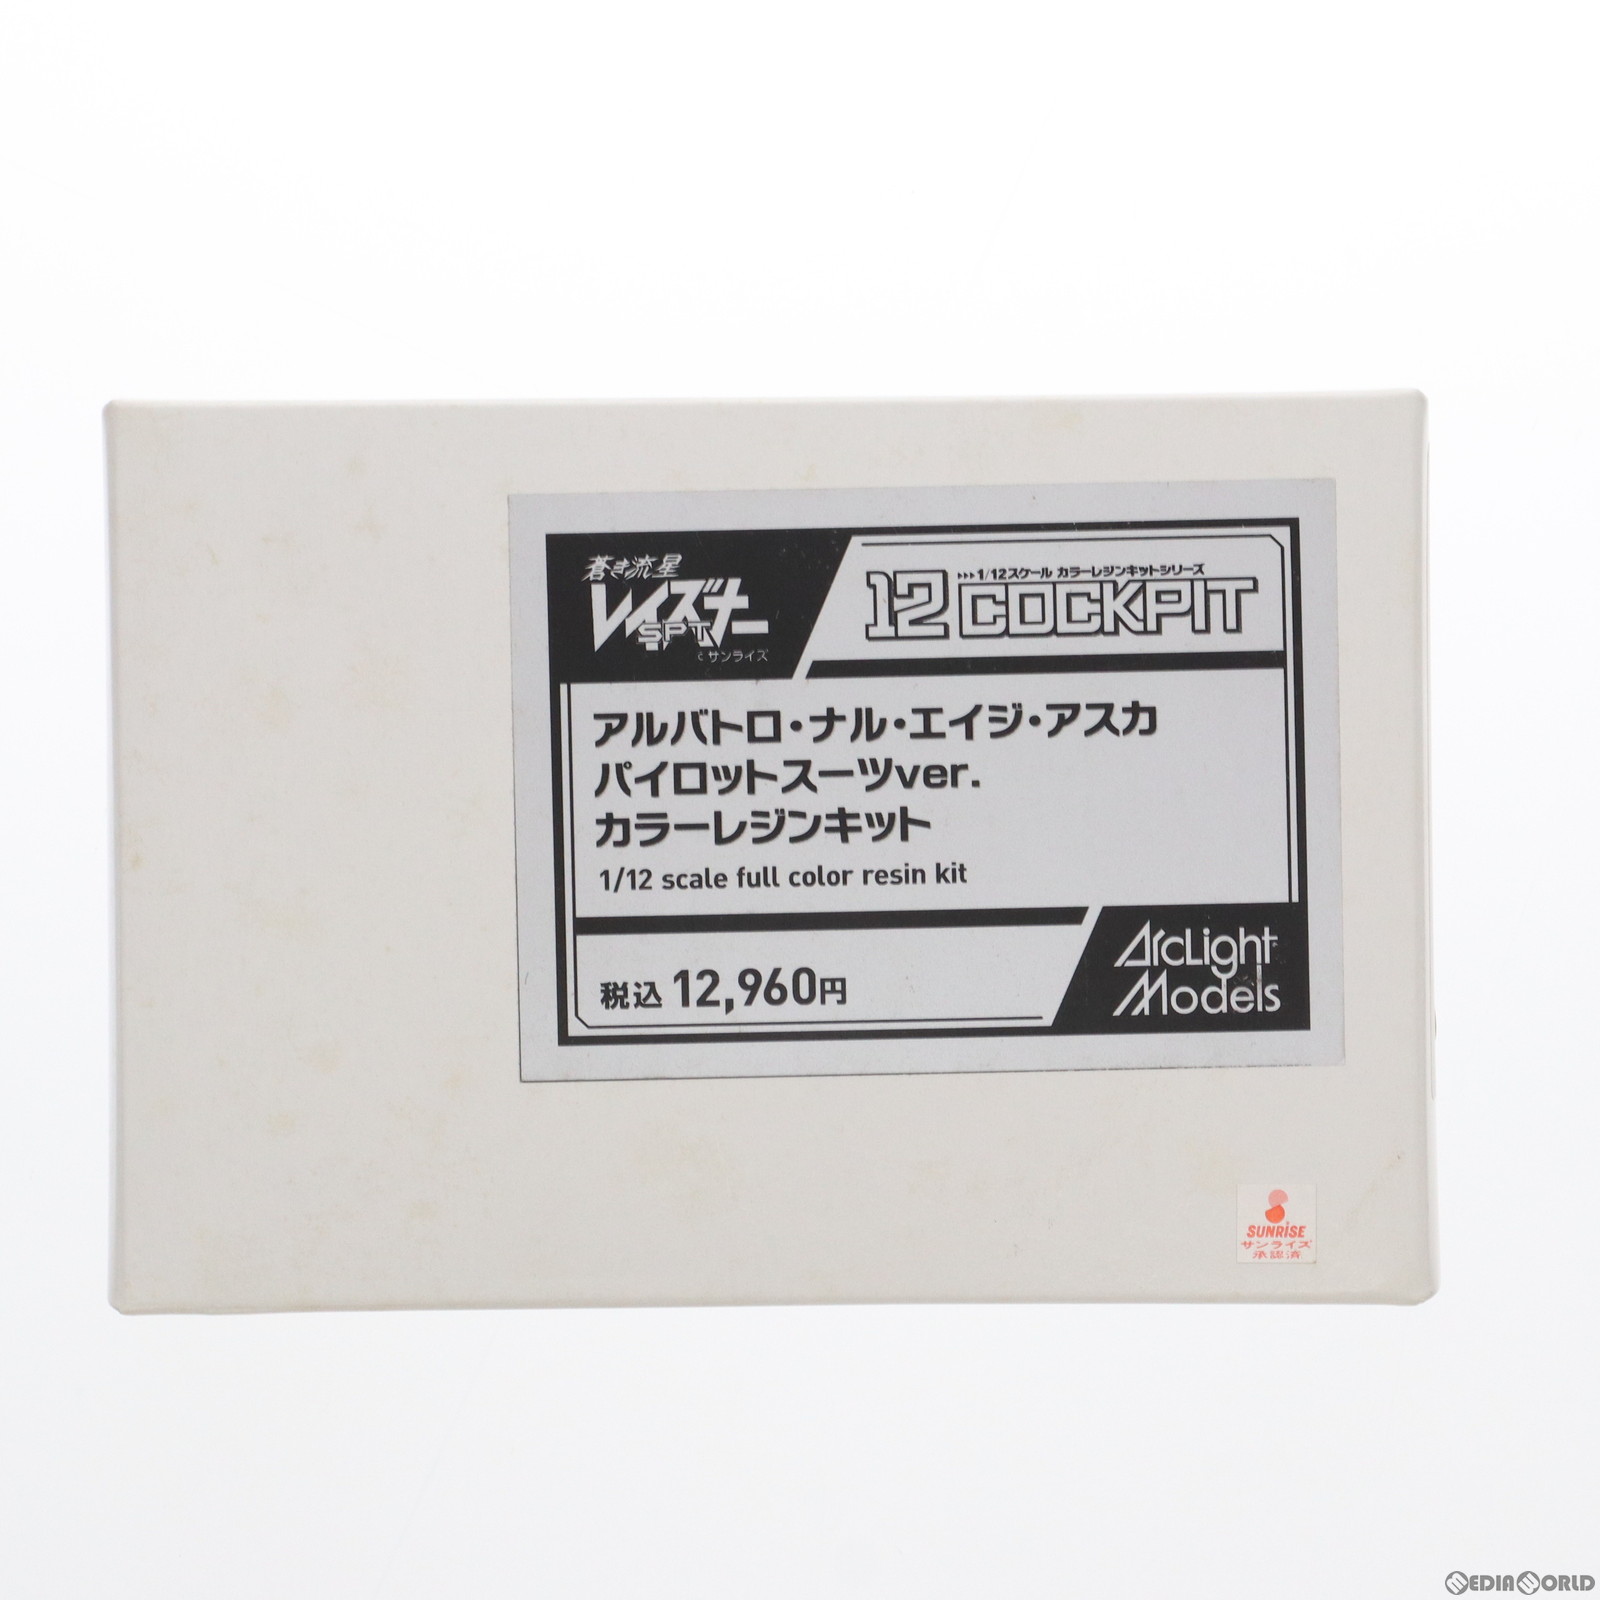 蒼き流星
SPT
レイズナー
©サンライズ
▸▸▸1/12スケール カラーレジンキットシリーズ
12 COCKPIT
アルバトロ・ナル・エイジ・アスカ
パイロットスーツver.
カラーレジンキット
1/12 scale full color resin kit
税込 12,960円
ArcLight
Models
SUNRISE
サンライズ
承認済
MEDIAWORLD